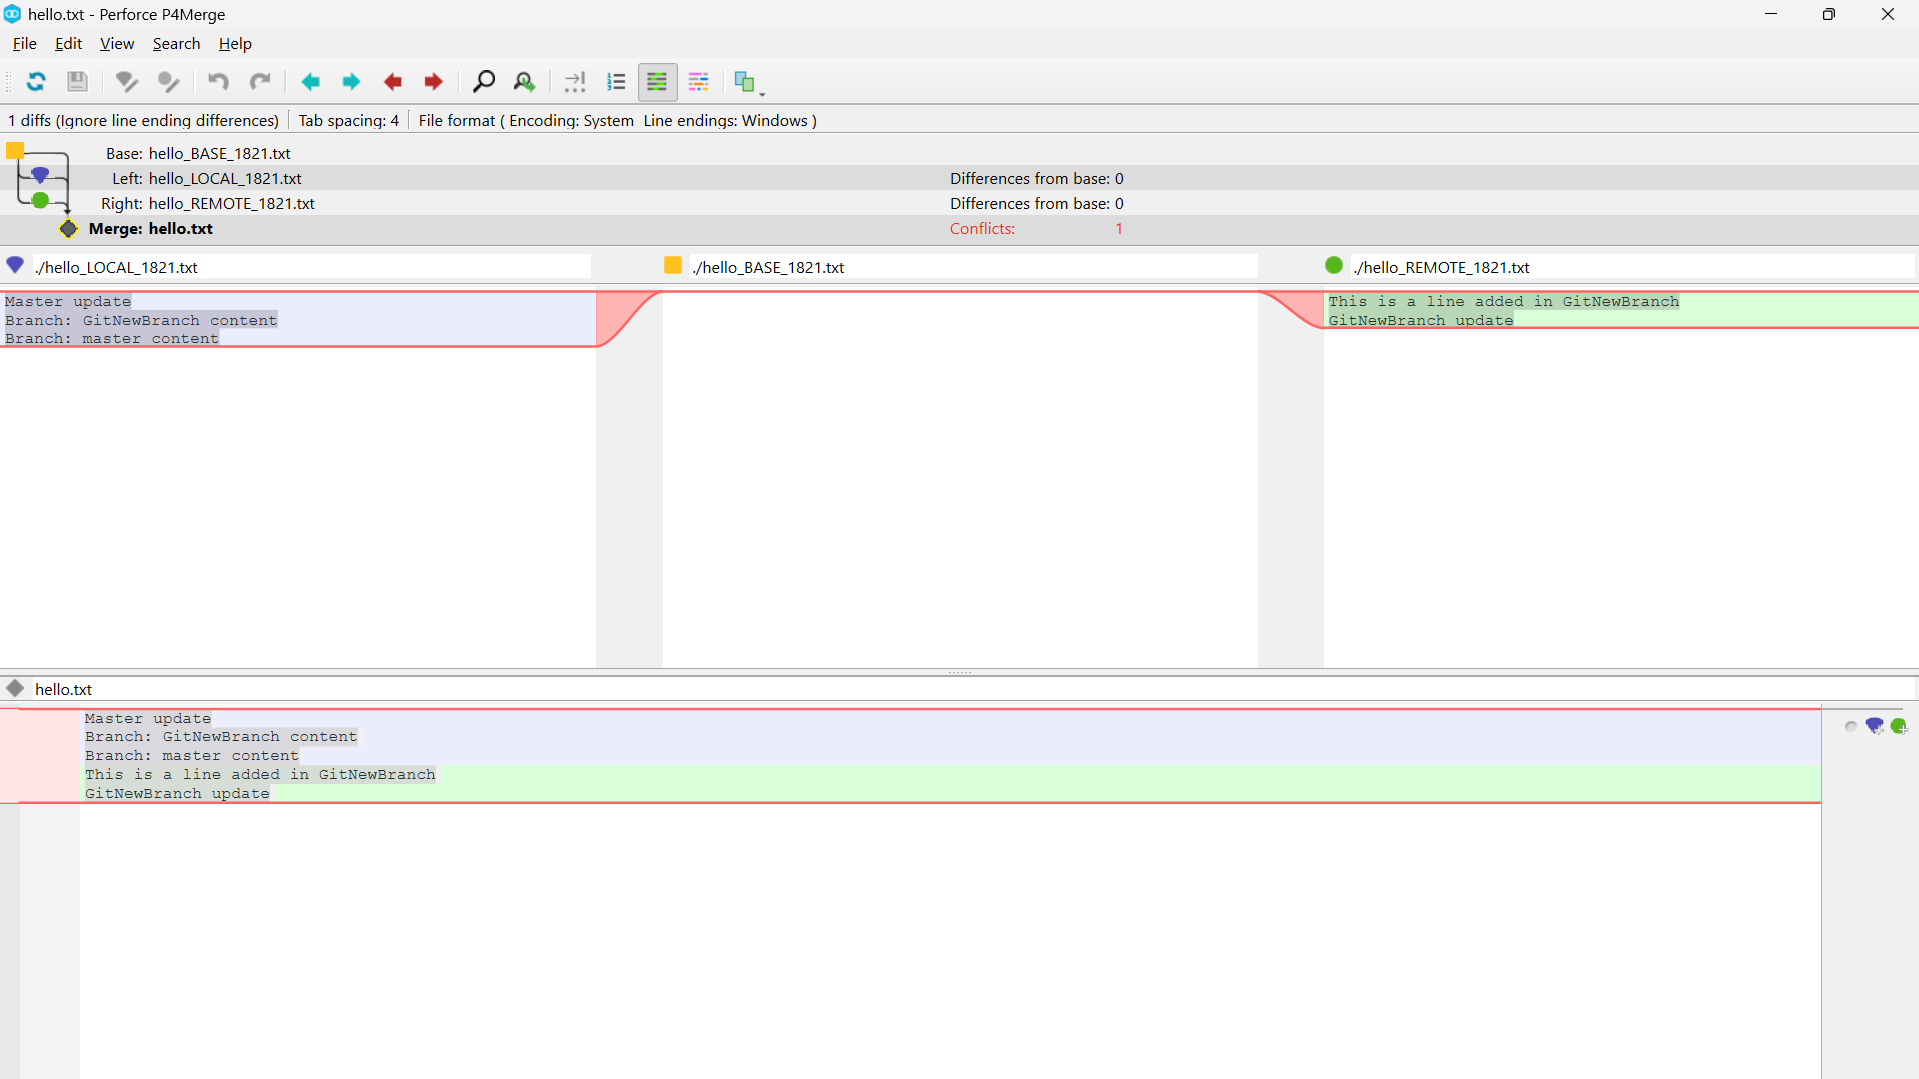 hello.txt - Perforce P4Merge
File Edit View Search Help
1 diffs (Ignore line ending differences) Tab spacing: 4 File format ( Encoding: System Line endings: Windows )
Base: hello_BASE_1821.txt
Left: hello_LOCAL_1821.txt Differences from base: 0
Right: hello_REMOTE_1821.txt Differences from base: 0
Merge: hello.txt Conflicts: 1
./hello_LOCAL_1821.txt ./hello_BASE_1821.txt ./hello_REMOTE_1821.txt
Master update
Branch: GitNewBranch content
Branch: master content
This is a line added in GitNewBranch
GitNewBranch update
hello.txt
Master update
Branch: GitNewBranch content
Branch: master content
This is a line added in GitNewBranch
GitNewBranch update